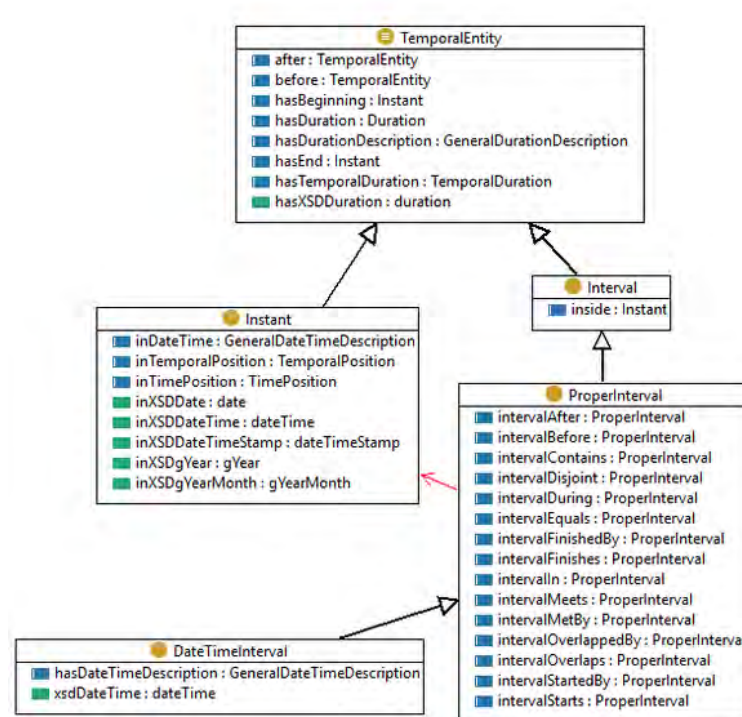 TemporalEntity
after : TemporalEntity
before : TemporalEntity
hasBeginning : Instant
hasDuration : Duration
hasDurationDescription : GeneralDurationDescription
hasEnd : Instant
hasTemporalDuration : TemporalDuration
hasXSDDuration : duration
Interval
inside : Instant
Instant
inDateTime : GeneralDateTimeDescription
inTemporalPosition : TemporalPosition
inTimePosition : TimePosition
inXSDDate : date
inXSDDateTime : dateTime
inXSDDateTimeStamp : dateTimeStamp
inXSDgYear : gYear
inXSDgYearMonth : gYearMonth
ProperInterval
intervalAfter : ProperInterval
intervalBefore : ProperInterval
intervalContains : ProperInterval
intervalDisjoint : ProperInterval
intervalDuring : ProperInterval
intervalEquals : ProperInterval
intervalFinishedBy : ProperInterval
intervalFinishes : ProperInterval
intervalIn : ProperInterval
intervalMeets : ProperInterval
intervalMetBy : ProperInterval
intervalOverlappedBy : ProperInterva
intervalOverlaps : ProperInterval
intervalStartedBy : ProperInterval
intervalStarts : ProperInterval
DateTimeInterval
hasDateTimeDescription : GeneralDateTimeDescription
xsdDateTime : dateTime